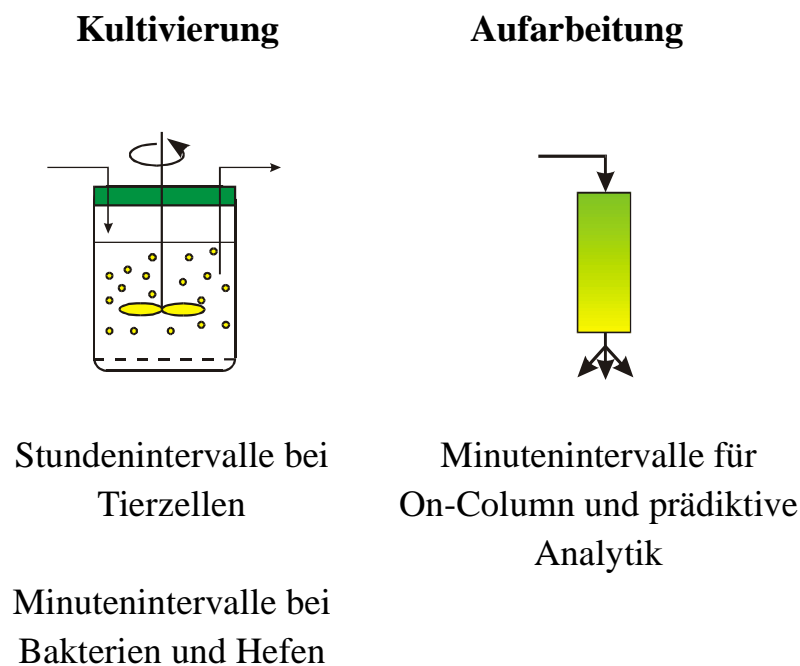 Kultivierung
Aufarbeitung
Stundenintervalle bei
Tierzellen
Minutenintervalle bei
Bakterien und Hefen
Minutenintervalle für
On-Column und prädiktive
Analytik